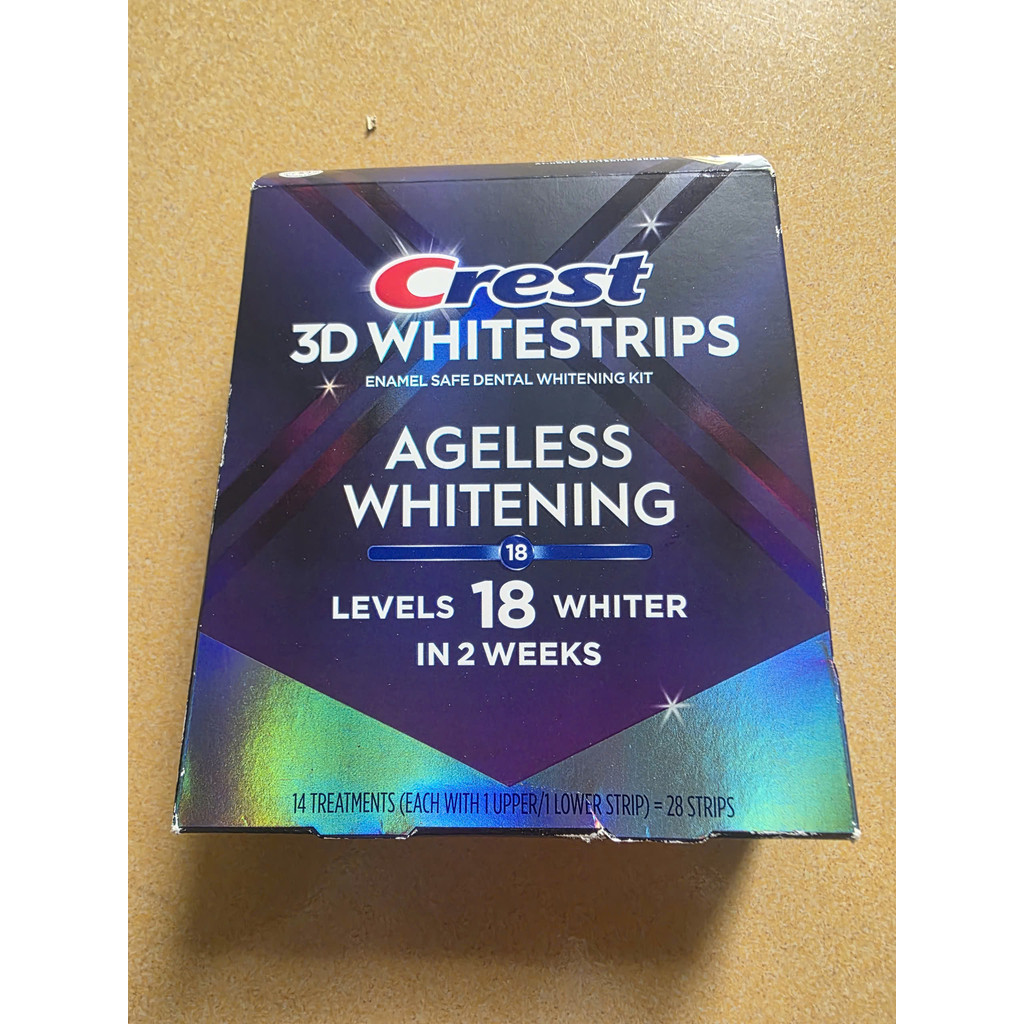 Crest
3D WHITESTRIPS
ENAMEL SAFE DENTAL WHITENING KIT
AGELESS
WHITENING
18
LEVELS 18 WHITER
IN 2 WEEKS
14 TREATMENTS (EACH WITH 1 UPPER/1 LOWER STRIP) = 28 STRIPS